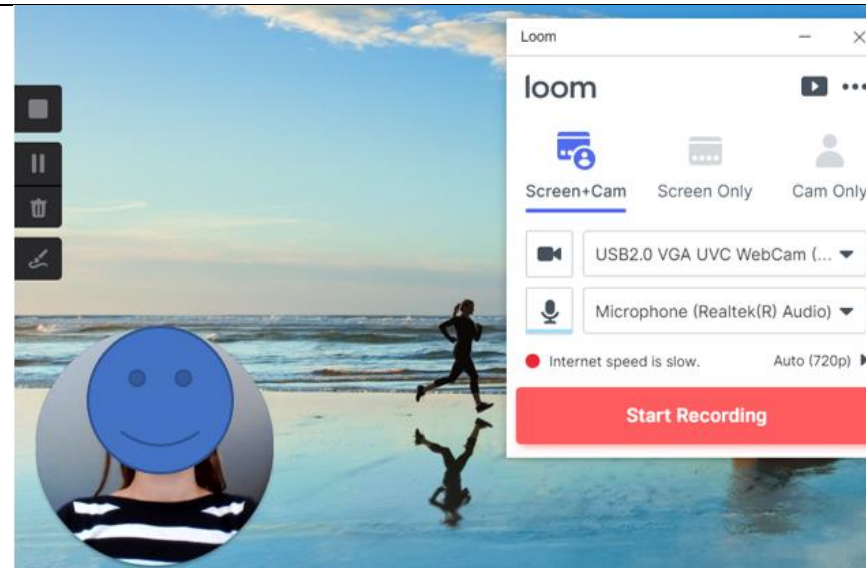 Loom
loom
Screen+Cam Screen Only Cam Only
USB2.0 VGA UVC WebCam (...
Microphone (Realtek(R) Audio)
Internet speed is slow. Auto (720p)
Start Recording